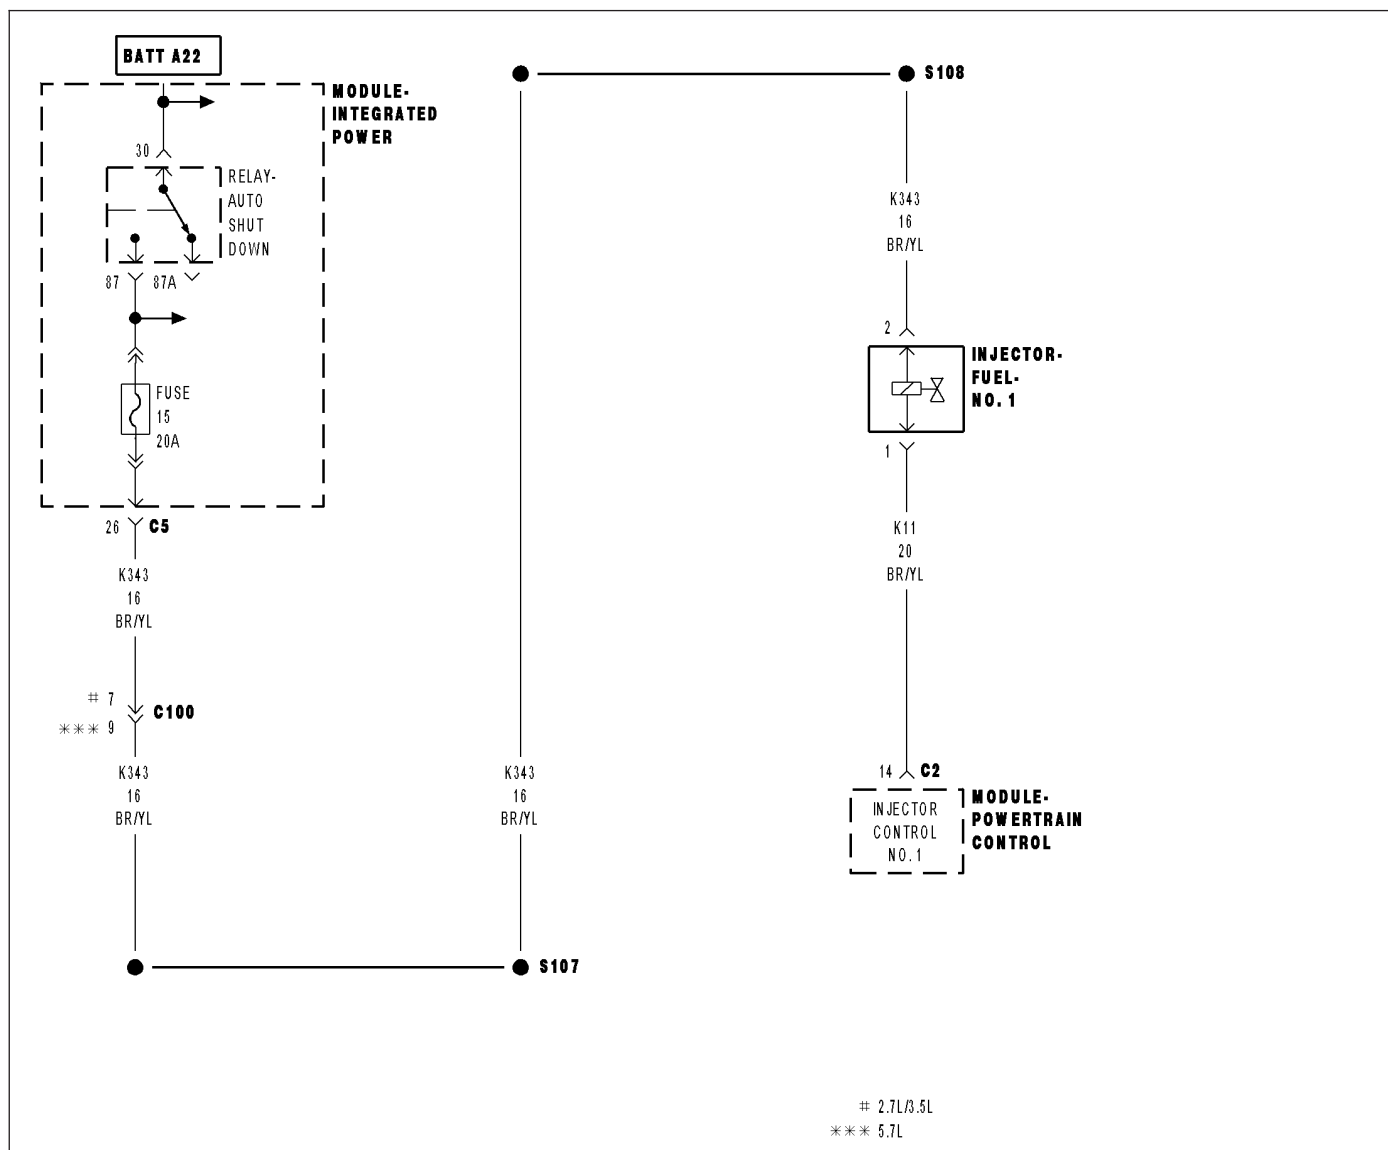 BATT A22
MODULE-
INTEGRATED
POWER
30
RELAY-
AUTO
SHUT
DOWN
87
87A
FUSE
15
20A
26
C5
K343
16
BR/YL
# 7
*** 9
C100
K343
16
BR/YL
K343
16
BR/YL
S107
S108
K343
16
BR/YL
2
INJECTOR-
FUEL-
NO. 1
1
K11
20
BR/YL
14
C2
INJECTOR
CONTROL
NO. 1
MODULE-
POWERTRAIN
CONTROL
# 2.7L/3.5L
*** 5.7L